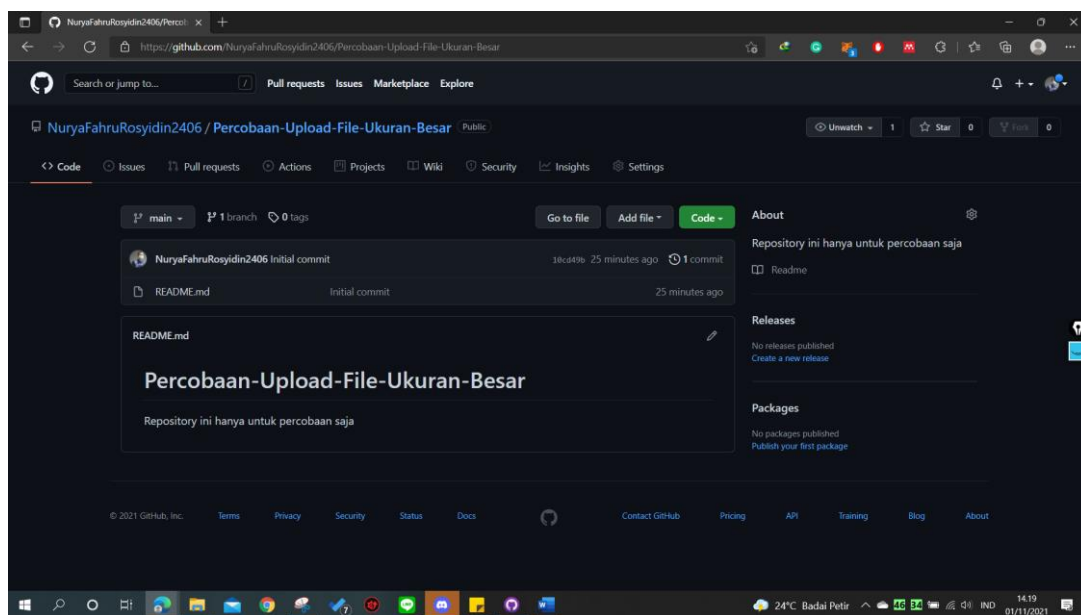 NuryaFahruRosyidin2406/Percob
https://github.com/NuryaFahruRosyidin2406/Percobaan-Upload-File-Ukuran-Besar
Search or jump to... / Pull requests Issues Marketplace Explore
NuryaFahruRosyidin2406 / Percobaan-Upload-File-Ukuran-Besar Public Unwatch 1 Star 0 Fork 0
Code Issues Pull requests Actions Projects Wiki Security Insights Settings
main 1 branch 0 tags Go to file Add file Code
NuryaFahruRosyidin2406 Initial commit 25 minutes ago 1 commit
README.md Initial commit 25 minutes ago
README.md
Percobaan-Upload-File-Ukuran-Besar
Repository ini hanya untuk percobaan saja
About
Repository ini hanya untuk percobaan saja
Readme
Releases
No releases published
Create a new release
Packages
No packages published
Publish your first package
© 2021 GitHub, Inc. Terms Privacy Security Status Docs Contact GitHub Pricing API Training Blog About
24°C Badai Petir IND 14.19
01/11/2021